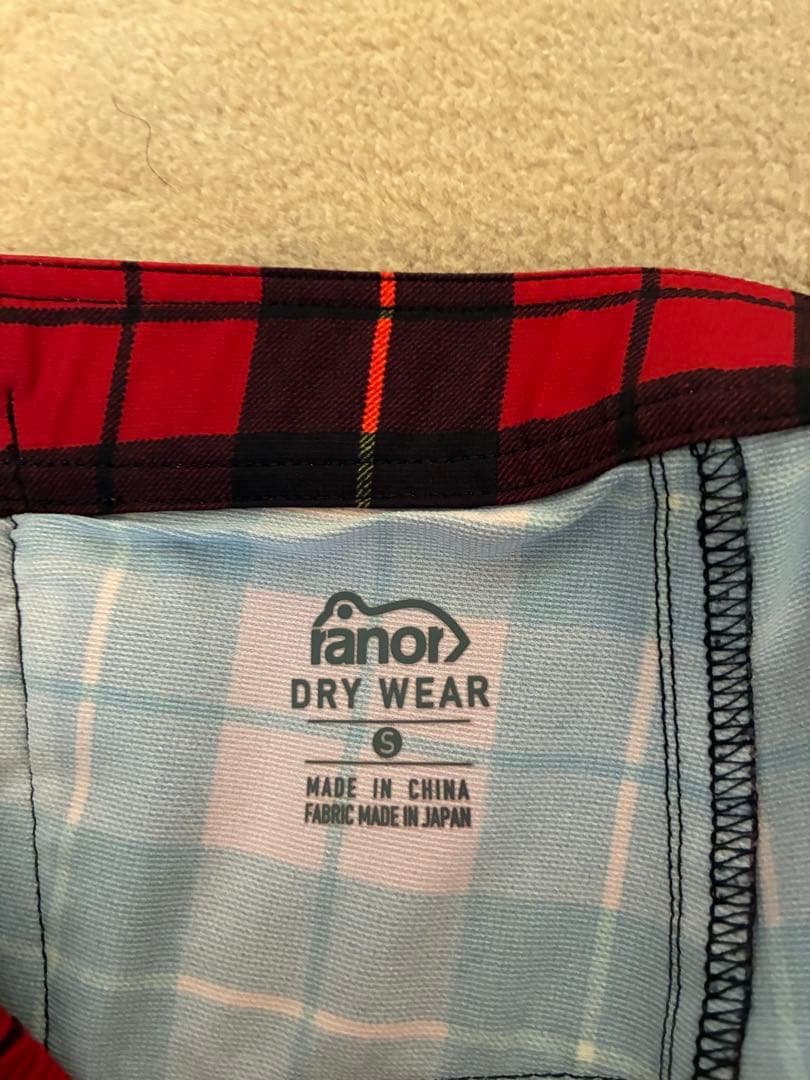 ranor
DRY WEAR
S
MADE IN CHINA
FABRIC MADE IN JAPAN